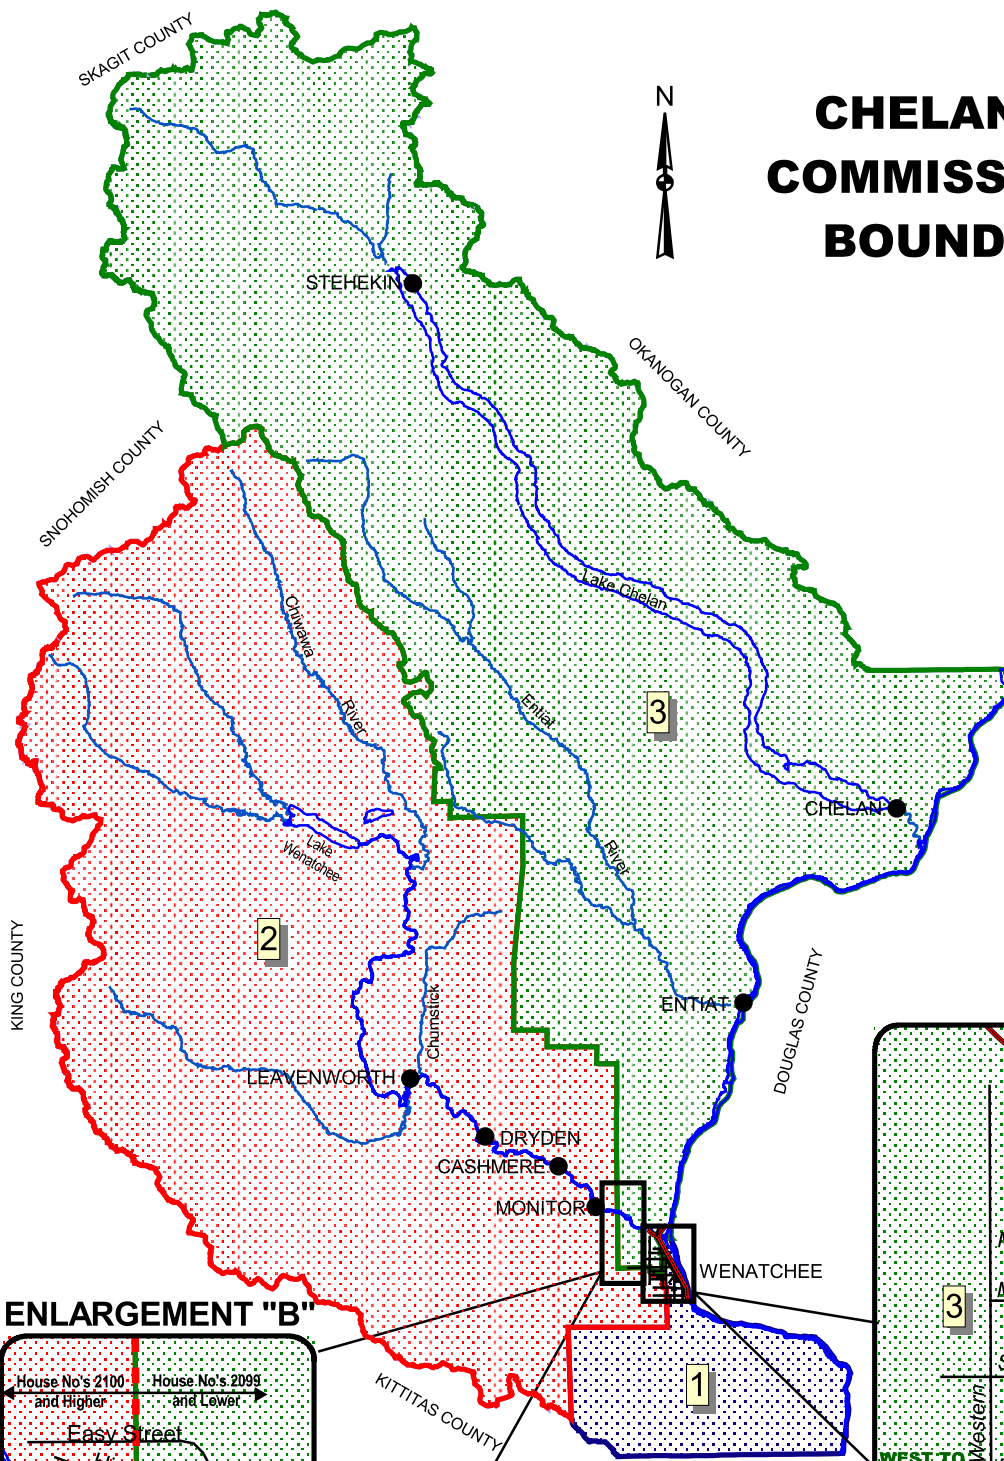 SKAGIT COUNTY
N
CHELAN
COMMISS
BOUND
STEHEKIN
OKANOGAN COUNTY
SNOHOMISH COUNTY
Lake Chelan
Chiwawa
River
Entiat
3
CHELAN
River
Lake
Wenatchee
2
KING COUNTY
Chumstick
DOUGLAS COUNTY
ENTIAT
LEAVENWORTH
DRYDEN
CASHMERE
MONITOR
WENATCHEE
3
ENLARGEMENT "B"
House No's 2100
and Higher
House No's 2099
and Lower
Easy Street
KITTITAS COUNTY
1
Western
WEST TO